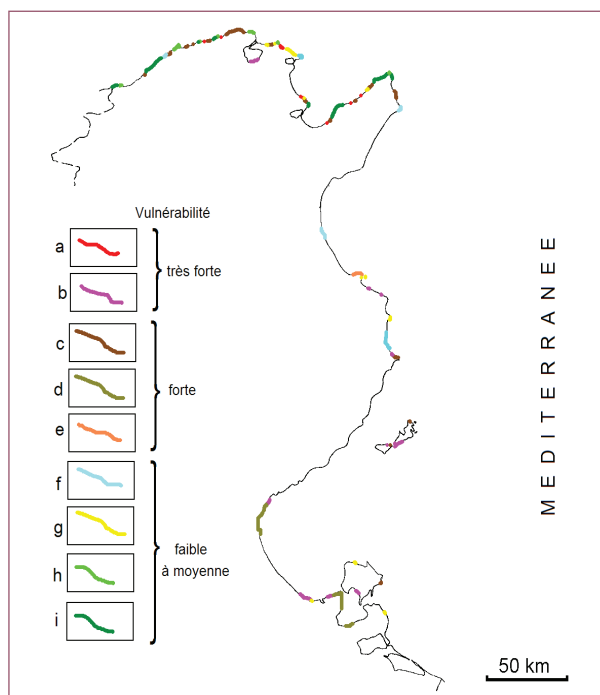 Vulnérabilité
a
b
très forte
c
d
e
forte
f
g
h
i
faible
à moyenne
MEDITERRANEE
50 km